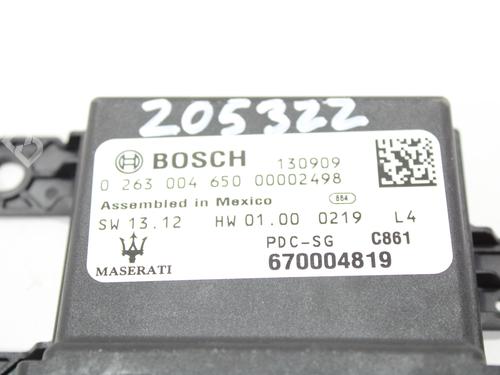 205322
BOSCH 130909
0 263 004 650 00002498
Assembled in Mexico 884
SW 13.12 HW 01.00 0219 L4
PDC-SG C861
MASERATI 670004819